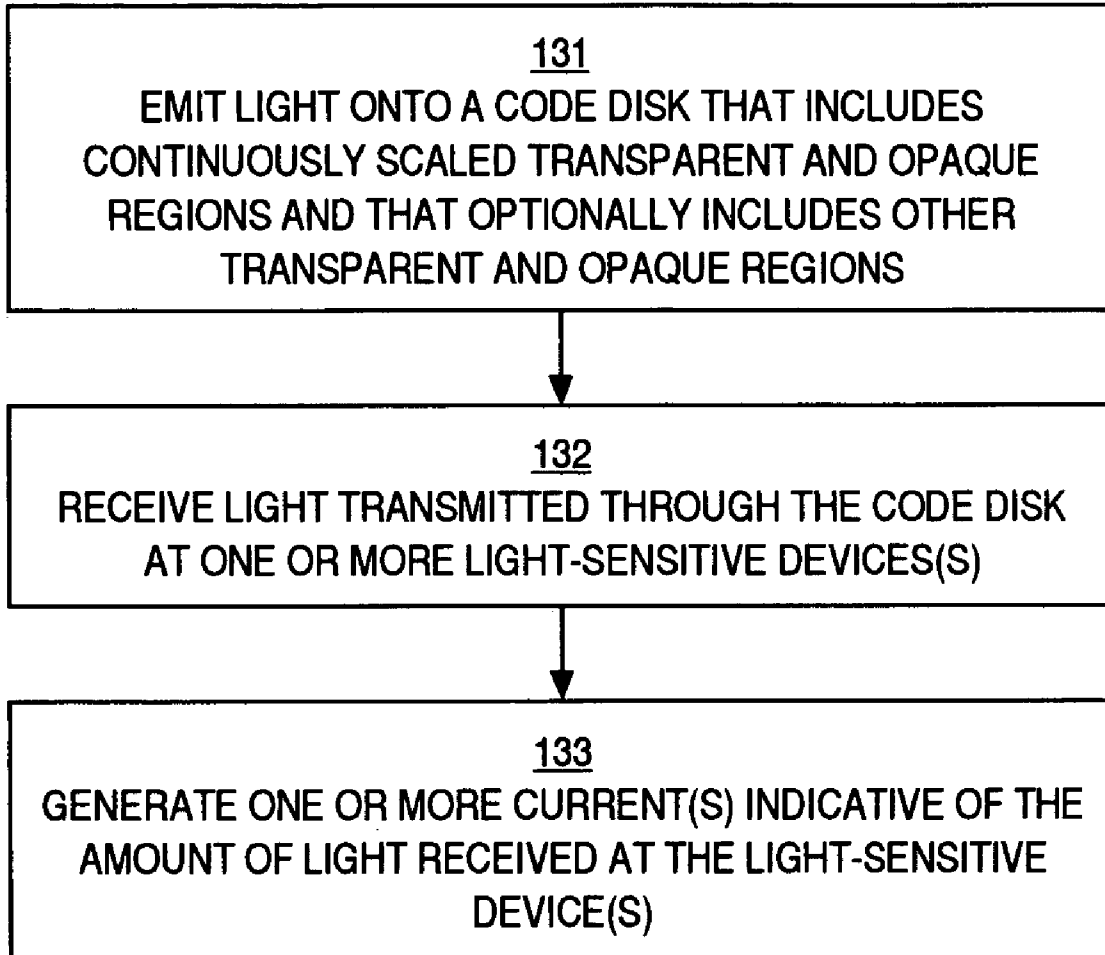 131
EMIT LIGHT ONTO A CODE DISK THAT INCLUDES
CONTINUOUSLY SCALED TRANSPARENT AND OPAQUE
REGIONS AND THAT OPTIONALLY INCLUDES OTHER
TRANSPARENT AND OPAQUE REGIONS
132
RECEIVE LIGHT TRANSMITTED THROUGH THE CODE DISK
AT ONE OR MORE LIGHT-SENSITIVE DEVICES(S)
133
GENERATE ONE OR MORE CURRENT(S) INDICATIVE OF THE
AMOUNT OF LIGHT RECEIVED AT THE LIGHT-SENSITIVE
DEVICE(S)